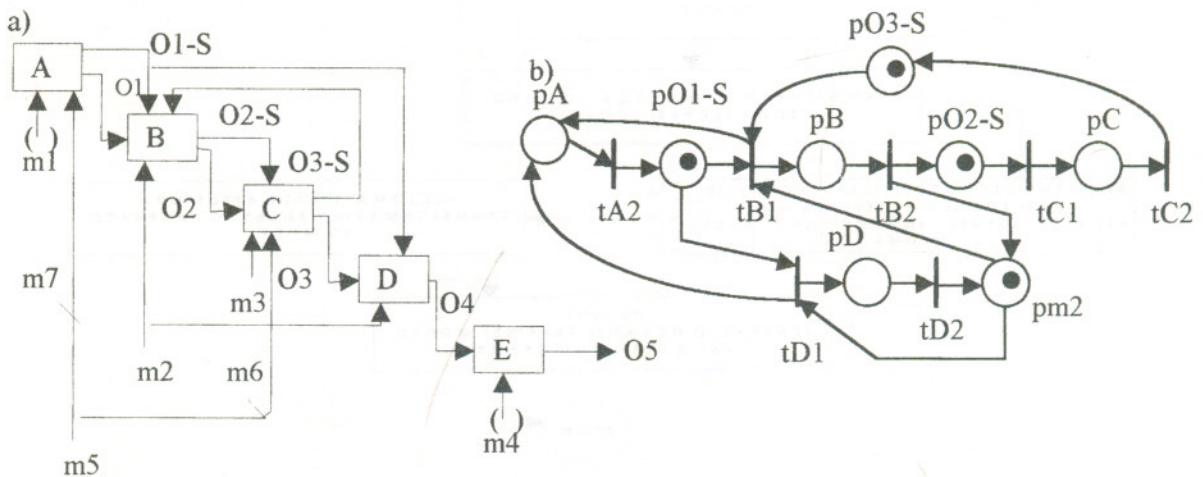 a)
O1-S
A
O1
B
O2-S
( )
m1
O3-S
O2
C
m7
m3
O3
D
O4
m2
m6
E
O5
( )
m4
m5
b)
pO3-S
pA
pO1-S
pB
pO2-S
pC
tA2
tB1
tB2
tC1
tC2
pD
tD1
tD2
pm2